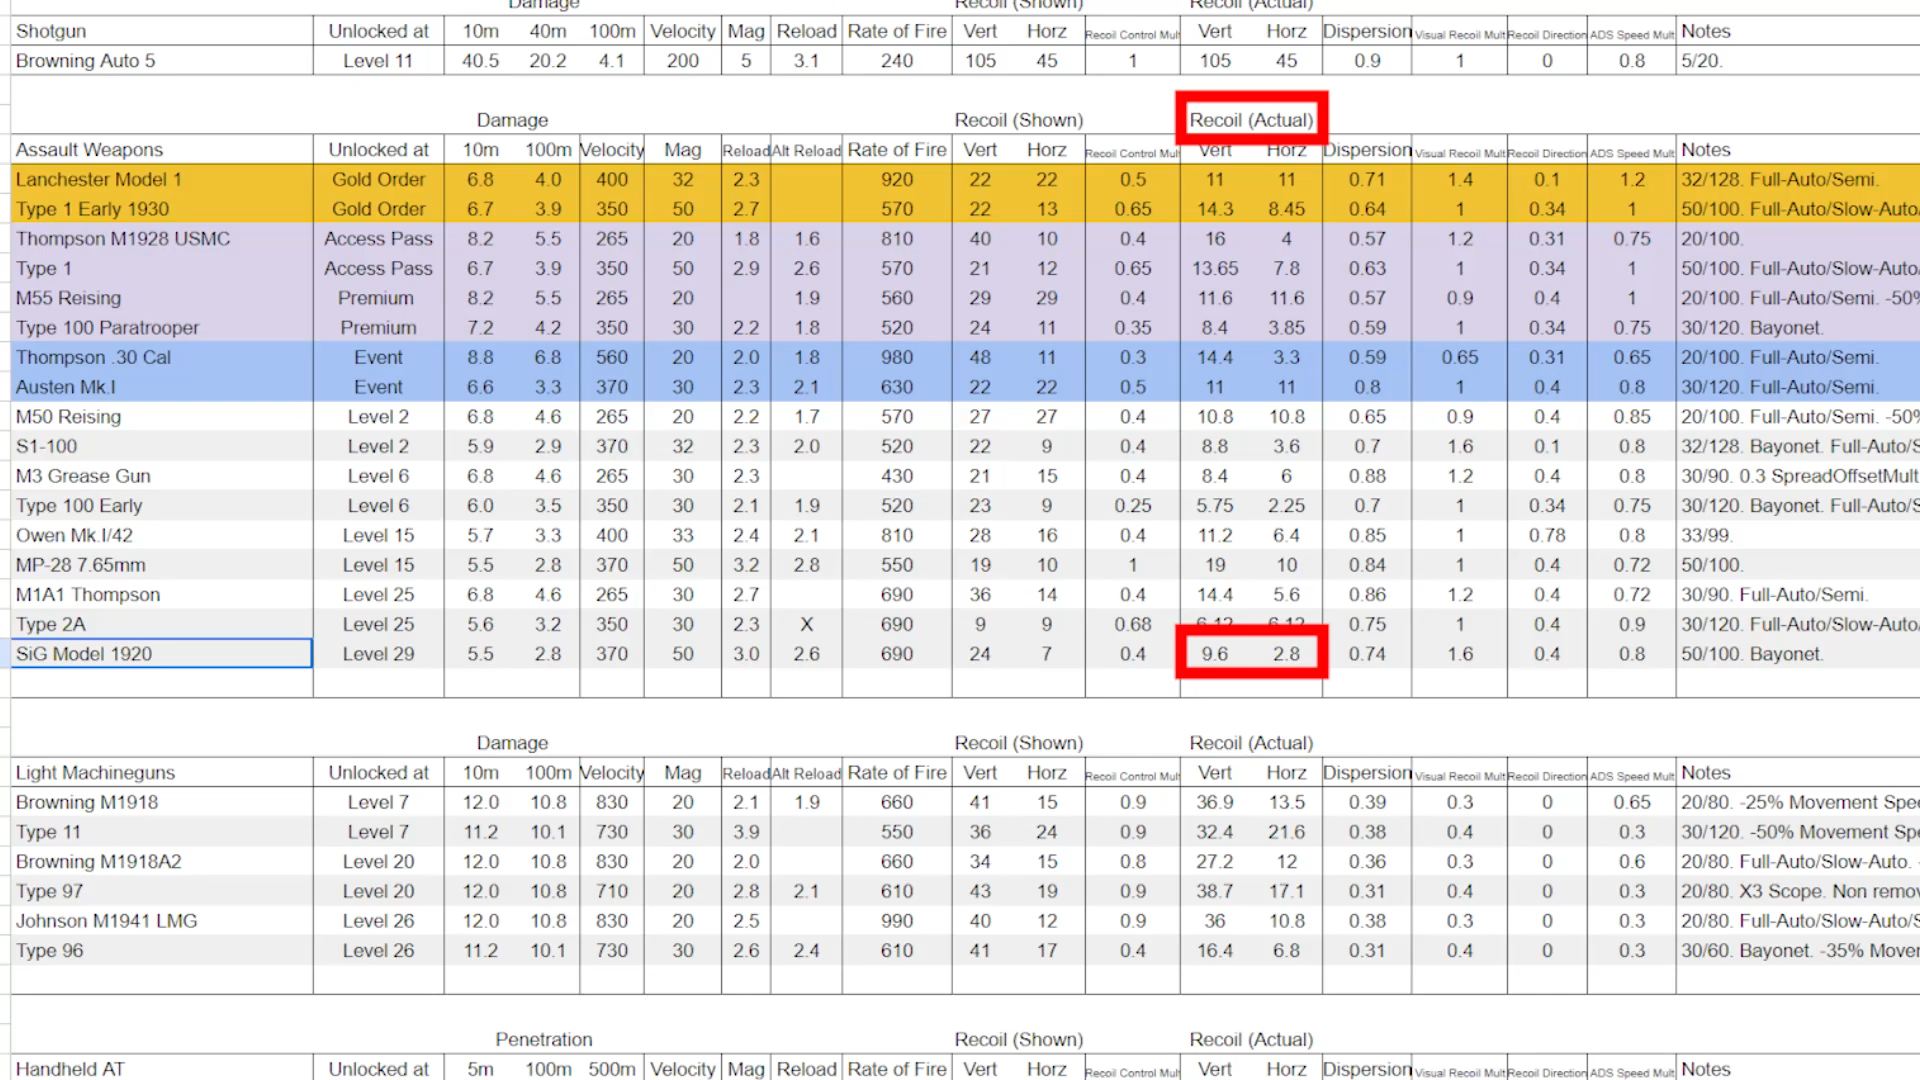 Damage Recoil (Shown) Recoil (Actual)
Shotgun Unlocked at 10m 40m 100m Velocity Mag Reload Rate of Fire Vert Horz Recoil Control Mult Vert Horz Dispersion Visual Recoil Mult Recoil Direction ADS Speed Mult Notes
Browning Auto 5 Level 11 40.5 20.2 4.1 200 5 3.1 240 105 45 1 105 45 0.9 1 0 0.8 5/20.
Damage Recoil (Shown) Recoil (Actual)
Assault Weapons Unlocked at 10m 100m Velocity Mag Reload Alt Reload Rate of Fire Vert Horz Recoil Control Mult Vert Horz Dispersion Visual Recoil Mult Recoil Direction ADS Speed Mult Notes
Lanchester Model 1 Gold Order 6.8 4.0 400 32 2.3 920 22 22 0.5 11 11 0.71 1.4 0.1 1.2 32/128. Full-Auto/Semi.
Type 1 Early 1930 Gold Order 6.7 3.9 350 50 2.7 570 22 13 0.65 14.3 8.45 0.64 1 0.34 1 50/100. Full-Auto/Slow-Auto/
Thompson M1928 USMC Access Pass 8.2 5.5 265 20 1.8 1.6 810 40 10 0.4 16 4 0.57 1.2 0.31 0.75 20/100.
Type 1 Access Pass 6.7 3.9 350 50 2.9 2.6 570 21 12 0.65 13.65 7.8 0.63 1 0.34 1 50/100. Full-Auto/Slow-Auto/
M55 Reising Premium 8.2 5.5 265 20 1.9 560 29 29 0.4 11.6 11.6 0.57 0.9 0.4 1 20/100. Full-Auto/Semi. -50%
Type 100 Paratrooper Premium 7.2 4.2 350 30 2.2 1.8 520 24 11 0.35 8.4 3.85 0.59 1 0.34 0.75 30/120. Bayonet.
Thompson .30 Cal Event 8.8 6.8 560 20 2.0 1.8 980 48 11 0.3 14.4 3.3 0.59 0.65 0.31 0.65 20/100. Full-Auto/Semi.
Austen Mk.I Event 6.6 3.3 370 30 2.3 2.1 630 22 22 0.5 11 11 0.8 1 0.4 0.8 30/120. Full-Auto/Semi.
M50 Reising Level 2 6.8 4.6 265 20 2.2 1.7 570 27 27 0.4 10.8 10.8 0.65 0.9 0.4 0.85 20/100. Full-Auto/Semi. -50%
S1-100 Level 2 5.9 2.9 370 32 2.3 2.0 520 22 9 0.4 8.8 3.6 0.7 1.6 0.1 0.8 32/128. Bayonet. Full-Auto/S
M3 Grease Gun Level 6 6.8 4.6 265 30 2.3 430 21 15 0.4 8.4 6 0.88 1.2 0.4 0.8 30/90. 0.3 SpreadOffsetMult
Type 100 Early Level 6 6.0 3.5 350 30 2.1 1.9 520 23 9 0.25 5.75 2.25 0.7 1 0.34 0.75 30/120. Bayonet. Full-Auto/S
Owen Mk.I/42 Level 15 5.7 3.3 400 33 2.4 2.1 810 28 16 0.4 11.2 6.4 0.85 1 0.78 0.8 33/99.
MP-28 7.65mm Level 15 5.5 2.8 370 50 3.2 2.8 550 19 10 1 19 10 0.84 1 0.4 0.72 50/100.
M1A1 Thompson Level 25 6.8 4.6 265 30 2.7 690 36 14 0.4 14.4 5.6 0.86 1.2 0.4 0.72 30/90. Full-Auto/Semi.
Type 2A Level 25 5.6 3.2 350 30 2.3 X 690 9 9 0.68 6.12 6.12 0.75 1 0.4 0.9 30/120. Full-Auto/Slow-Auto/
SiG Model 1920 Level 29 5.5 2.8 370 50 3.0 2.6 690 24 7 0.4 9.6 2.8 0.74 1.6 0.4 0.8 50/100. Bayonet.
Damage Recoil (Shown) Recoil (Actual)
Light Machineguns Unlocked at 10m 100m Velocity Mag Reload Alt Reload Rate of Fire Vert Horz Recoil Control Mult Vert Horz Dispersion Visual Recoil Mult Recoil Direction ADS Speed Mult Notes
Browning M1918 Level 7 12.0 10.8 830 20 2.1 1.9 660 41 15 0.9 36.9 13.5 0.39 0.3 0 0.65 20/80. -25% Movement Spee
Type 11 Level 7 11.2 10.1 730 30 3.9 550 36 24 0.9 32.4 21.6 0.38 0.4 0 0.3 30/120. -50% Movement Spe
Browning M1918A2 Level 20 12.0 10.8 830 20 2.0 660 34 15 0.8 27.2 12 0.36 0.3 0 0.6 20/80. Full-Auto/Slow-Auto. -
Type 97 Level 20 12.0 10.8 710 20 2.8 2.1 610 43 19 0.9 38.7 17.1 0.31 0.4 0 0.3 20/80. X3 Scope. Non remov
Johnson M1941 LMG Level 26 12.0 10.8 830 20 2.5 990 40 12 0.9 36 10.8 0.38 0.3 0 0.3 20/80. Full-Auto/Slow-Auto/S
Type 96 Level 26 11.2 10.1 730 30 2.6 2.4 610 41 17 0.4 16.4 6.8 0.31 0.4 0 0.3 30/60. Bayonet. -35% Mover
Penetration Recoil (Shown) Recoil (Actual)
Handheld AT Unlocked at 5m 100m 500m Velocity Mag Reload Rate of Fire Vert Horz Recoil Control Mult Vert Horz Dispersion Visual Recoil Mult Recoil Direction ADS Speed Mult Notes